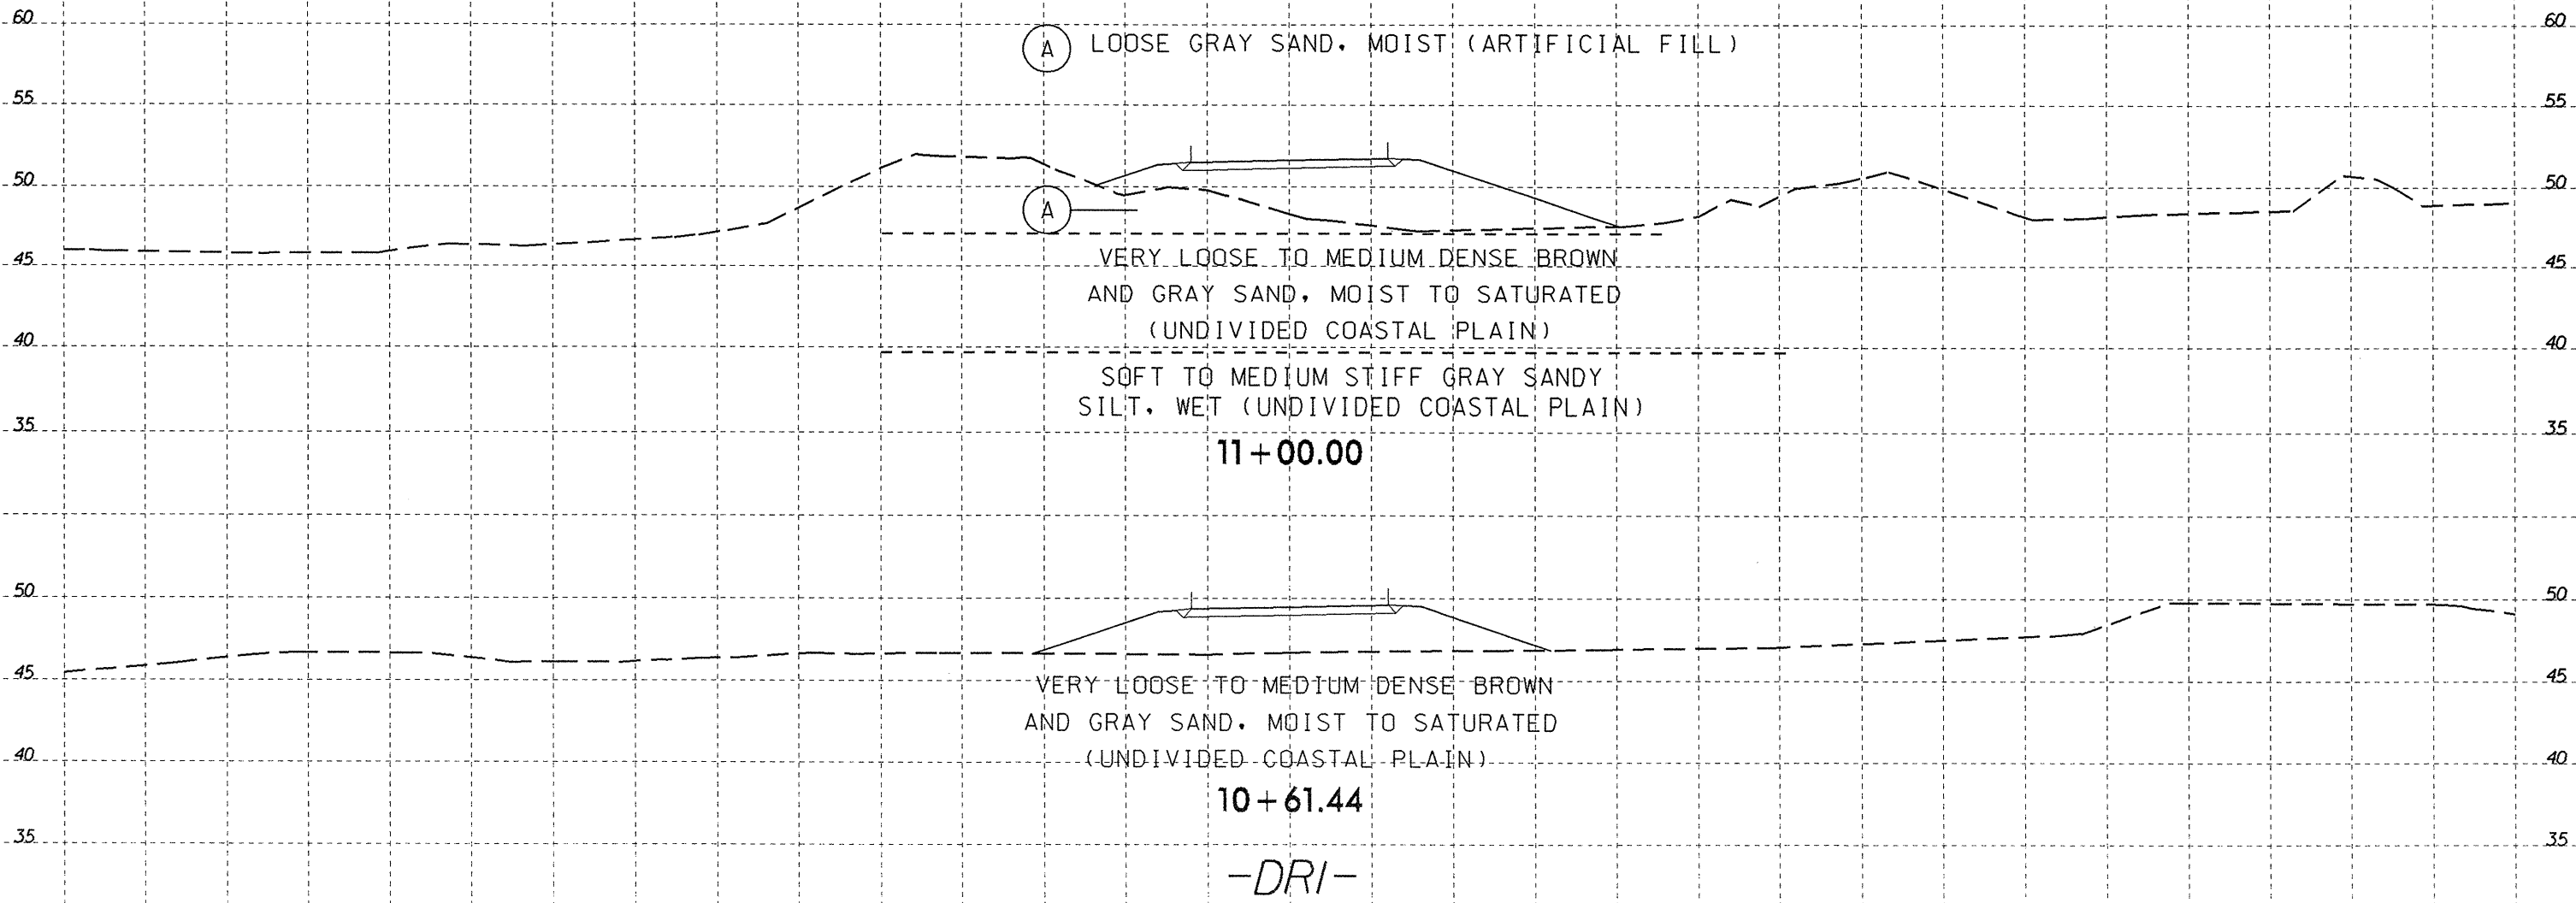 60 60
A LOOSE GRAY SAND, MOIST (ARTIFICIAL FILL)
55 55
50 50
A
VERY LOOSE TO MEDIUM DENSE BROWN
45 45
AND GRAY SAND, MOIST TO SATURATED
(UNDIVIDED COASTAL PLAIN)
40 40
SOFT TO MEDIUM STIFF GRAY SANDY
SILT, WET (UNDIVIDED COASTAL PLAIN)
35 35
11+00.00
50 50
45 45
VERY LOOSE TO MEDIUM DENSE BROWN
AND GRAY SAND, MOIST TO SATURATED
(UNDIVIDED COASTAL PLAIN)
40 40
10+61.44
35 35
-DRI-